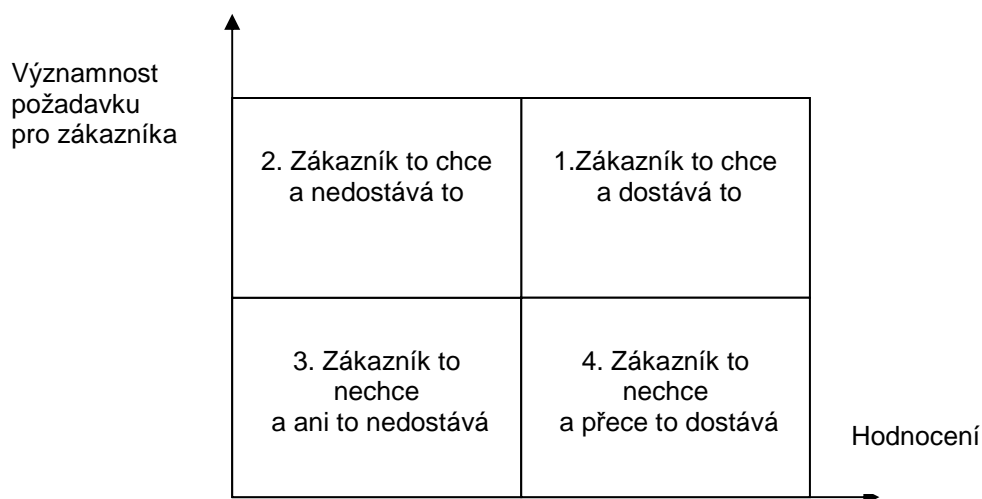 Významnost
požadavku
pro zákazníka
2. Zákazník to chce
a nedostává to
1.Zákazník to chce
a dostává to
3. Zákazník to
nechce
a ani to nedostává
4. Zákazník to
nechce
a přece to dostává
Hodnocení